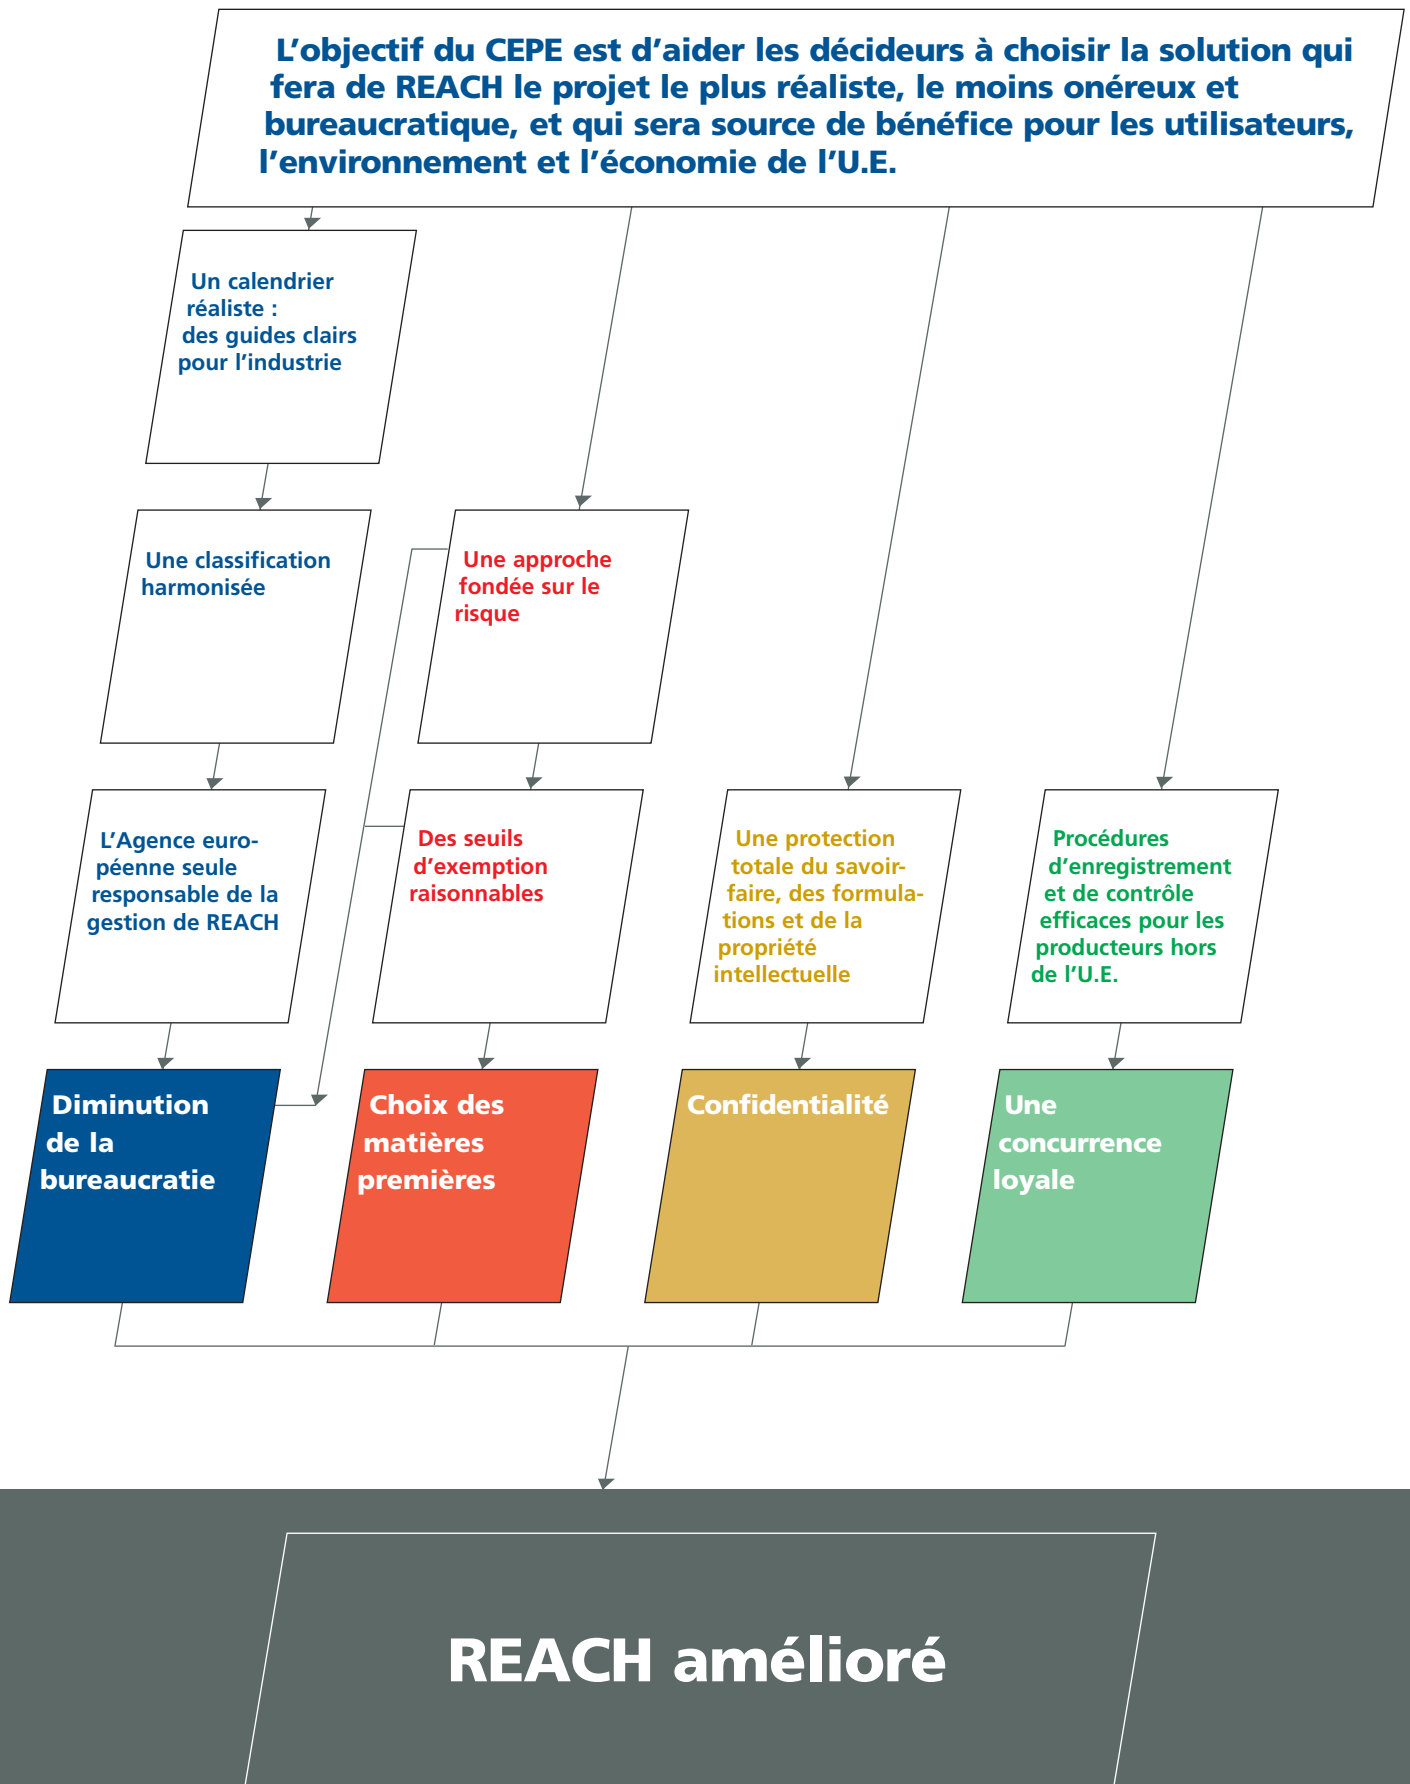 L'objectif du CEPE est d'aider les décideurs à choisir la solution qui
fera de REACH le projet le plus réaliste, le moins onéreux et
bureaucratique, et qui sera source de bénéfice pour les utilisateurs,
l'environnement et l'économie de l'U.E.
Un calendrier
réaliste :
des guides clairs
pour l'industrie
Une classification
harmonisée
Une approche
fondée sur le
risque
L'Agence euro-
péenne seule
responsable de la
gestion de REACH
Des seuils
d'exemption
raisonnables
Une protection
totale du savoir-
faire, des formula-
tions et de la
propriété
intellectuelle
Procédures
d'enregistrement
et de contrôle
efficaces pour les
producteurs hors
de l'U.E.
Diminution
de la
bureaucratie
Choix des
matières
premières
Confidentialité
Une
concurrence
loyale
REACH amélioré